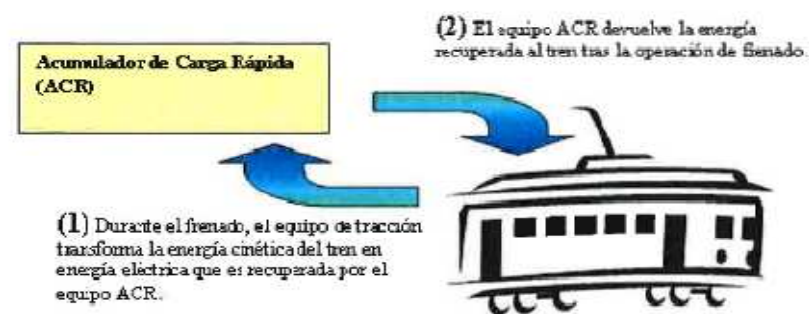 (2) El equipo ACR devuelve la energía
recuperada al tren tras la operación de frenado.
Acumulador de Carga Rápida
(ACR)
(1) Durante el frenado, el equipo de tracción
transforma la energía cinética del tren en
energía eléctrica que es recuperada por el
equipo ACR.